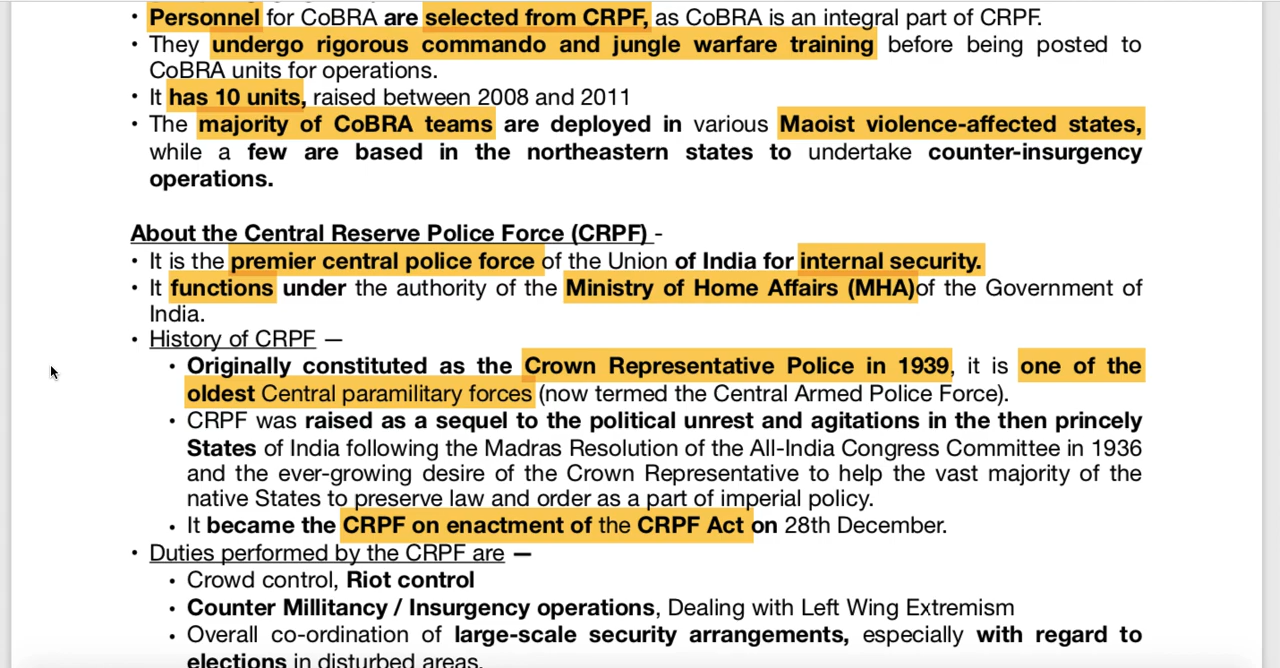 • Personnel for CoBRA are selected from CRPF, as CoBRA is an integral part of CRPF.
• They undergo rigorous commando and jungle warfare training before being posted to
CoBRA units for operations.
• It has 10 units, raised between 2008 and 2011
• The majority of CoBRA teams are deployed in various Maoist violence-affected states,
while a few are based in the northeastern states to undertake counter-insurgency
operations.
About the Central Reserve Police Force (CRPF) -
• It is the premier central police force of the Union of India for internal security.
• It functions under the authority of the Ministry of Home Affairs (MHA)of the Government of
India.
• History of CRPF —
• Originally constituted as the Crown Representative Police in 1939, it is one of the
oldest Central paramilitary forces (now termed the Central Armed Police Force).
• CRPF was raised as a sequel to the political unrest and agitations in the then princely
States of India following the Madras Resolution of the All-India Congress Committee in 1936
and the ever-growing desire of the Crown Representative to help the vast majority of the
native States to preserve law and order as a part of imperial policy.
• It became the CRPF on enactment of the CRPF Act on 28th December.
• Duties performed by the CRPF are —
• Crowd control, Riot control
• Counter Millitancy / Insurgency operations, Dealing with Left Wing Extremism
• Overall co-ordination of large-scale security arrangements, especially with regard to
elections in disturbed areas.